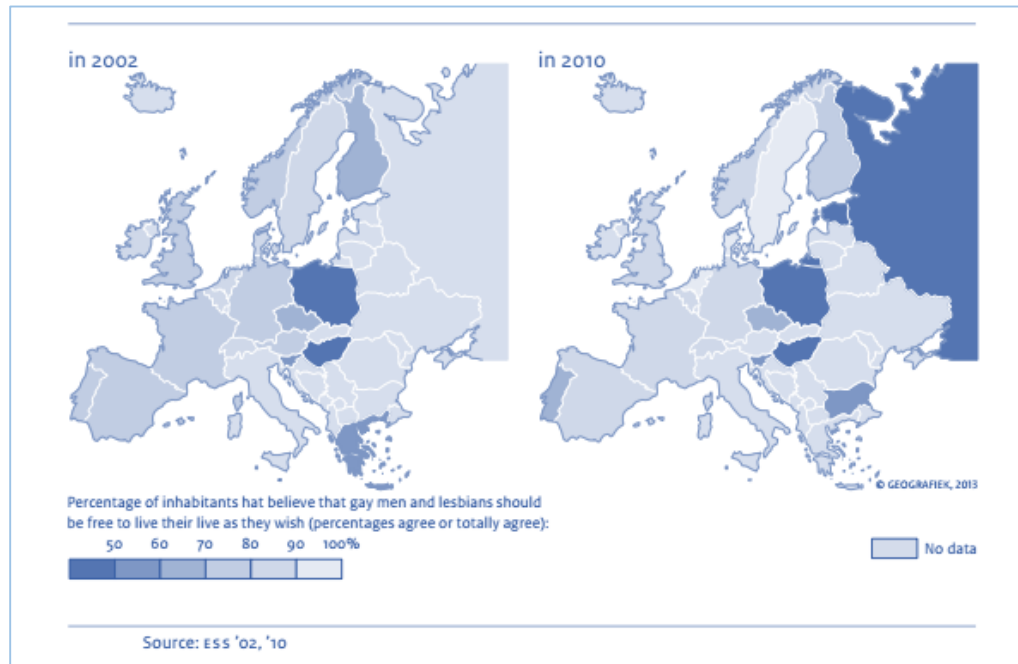 in 2002
in 2010
© GEOGRAFIEK, 2013
Percentage of inhabitants hat believe that gay men and lesbians should
be free to live their live as they wish (percentages agree or totally agree):
50 60 70 80 90 100%
No data
Source: ESS '02, '10